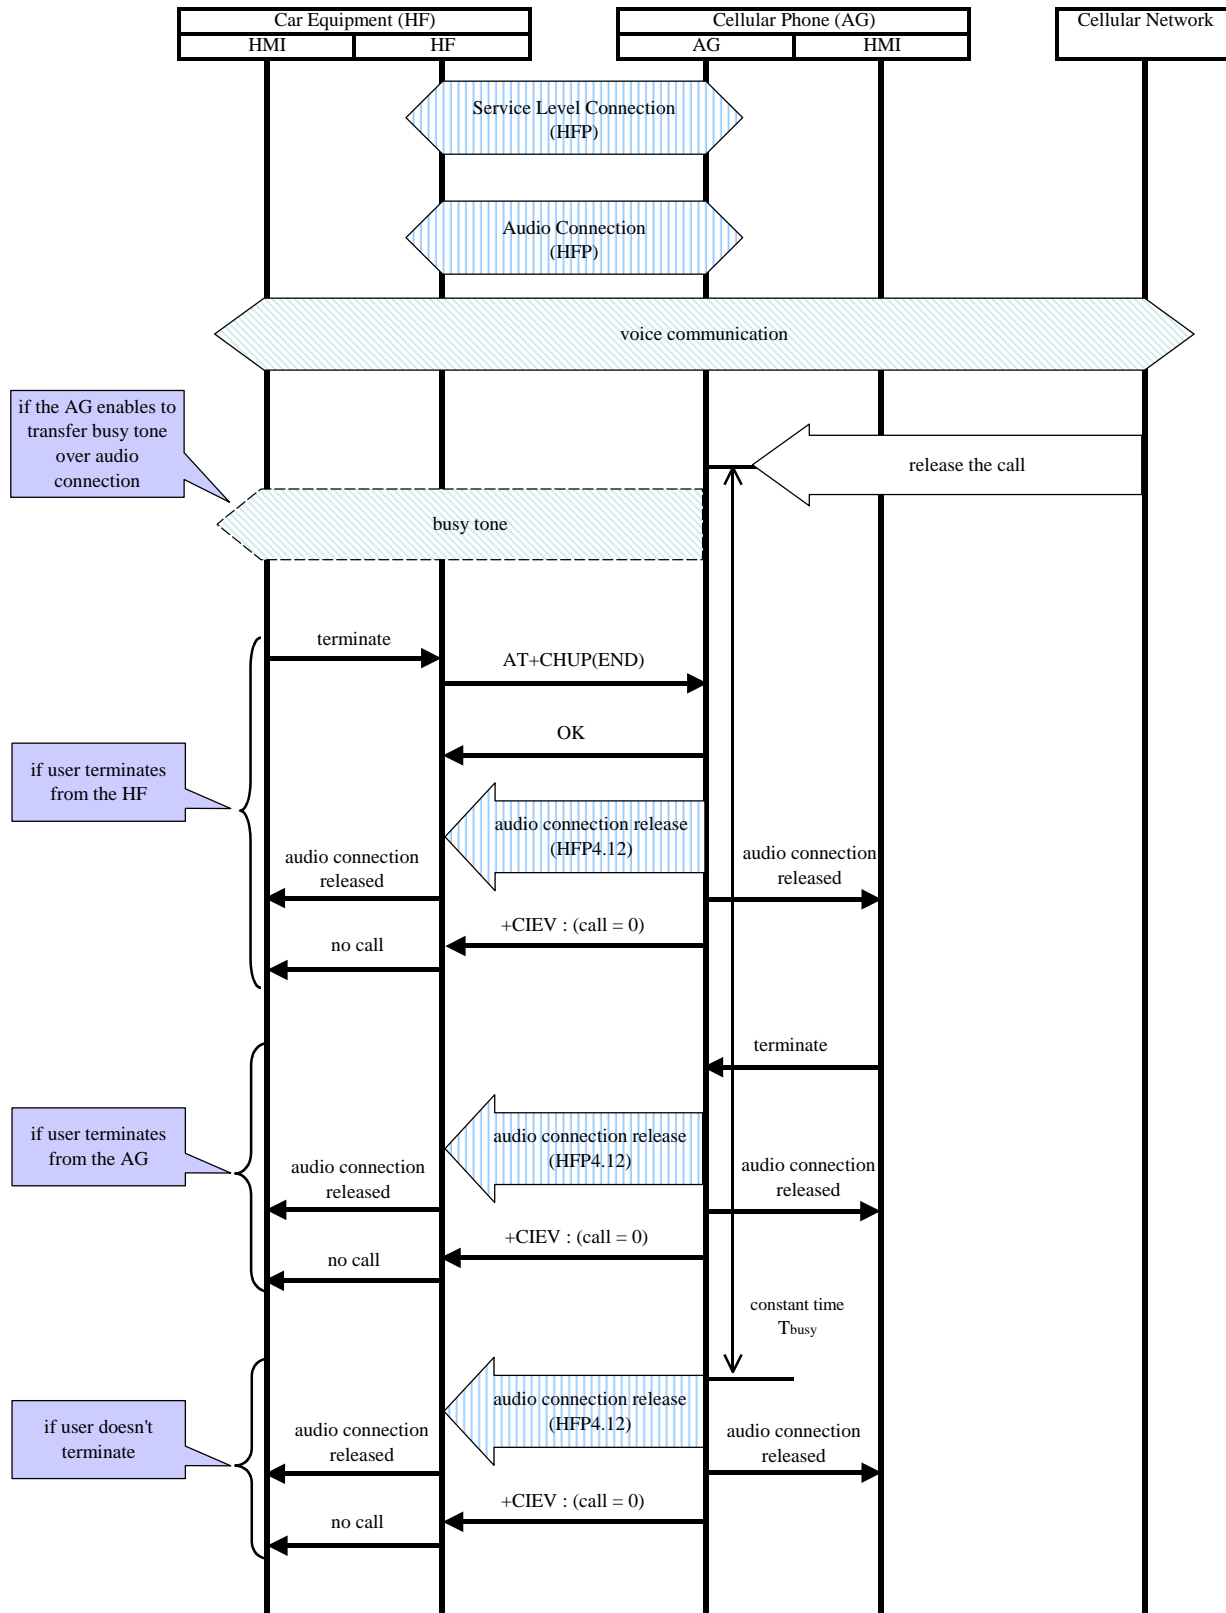 Car Equipment (HF)
Cellular Phone (AG)
Cellular Network
HMI
HF
AG
HMI
Service Level Connection
(HFP)
Audio Connection
(HFP)
voice communication
if the AG enables to
transfer busy tone
over audio
connection
release the call
busy tone
terminate
AT+CHUP(END)
OK
if user terminates
from the HF
audio connection release
(HFP4.12)
audio connection
released
audio connection
released
+CIEV : (call = 0)
no call
terminate
if user terminates
from the AG
audio connection release
(HFP4.12)
audio connection
released
audio connection
released
+CIEV : (call = 0)
no call
constant time
Tbusy
if user doesn't
terminate
audio connection release
(HFP4.12)
audio connection
released
audio connection
released
+CIEV : (call = 0)
no call